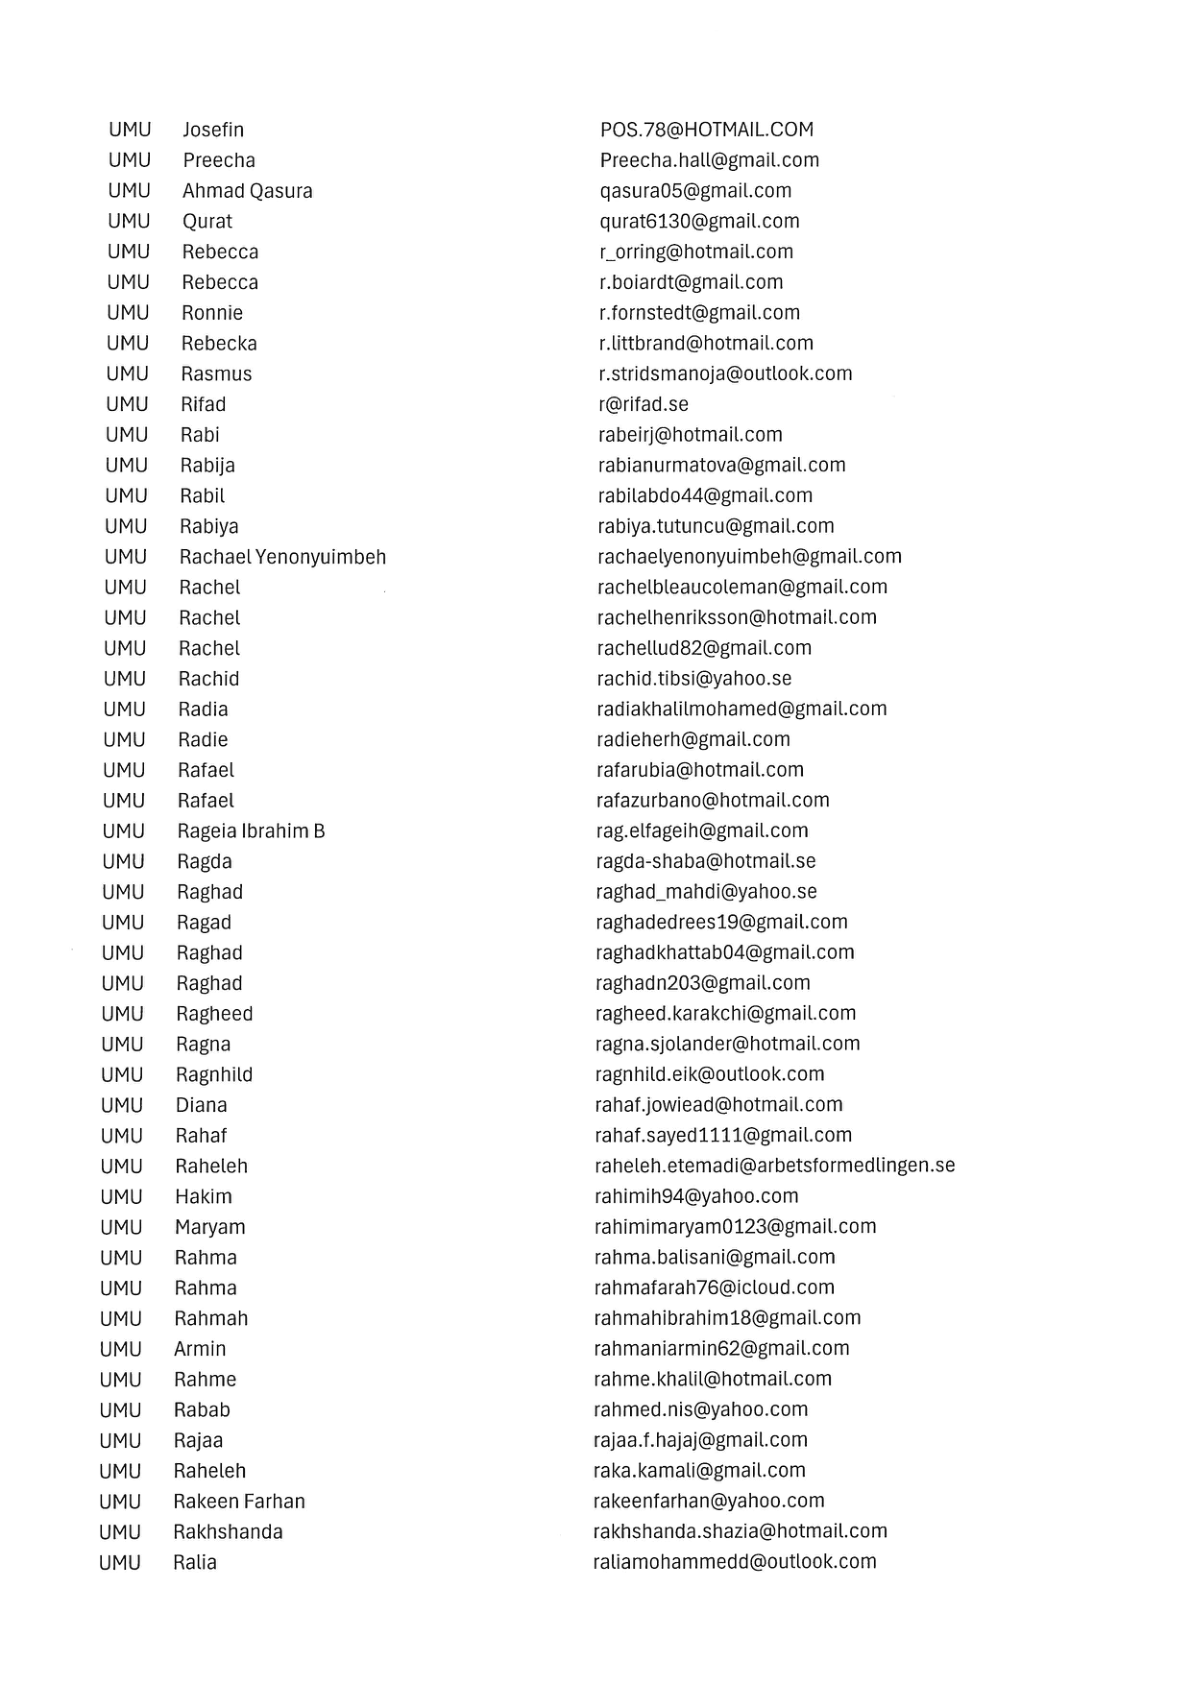 UMU Josefin POS.78@HOTMAIL.COM
UMU Preecha Preecha.hall@gmail.com
UMU Ahmad Qasura qasura05@gmail.com
UMU Qurat qurat6130@gmail.com
UMU Rebecca r_orring@hotmail.com
UMU Rebecca r.boiardt@gmail.com
UMU Ronnie r.fornstedt@gmail.com
UMU Rebecka r.littbrand@hotmail.com
UMU Rasmus r.stridsmanoja@outlook.com
UMU Rifad r@rifad.se
UMU Rabi rabeirj@hotmail.com
UMU Rabija rabianurmatova@gmail.com
UMU Rabil rabilabdo44@gmail.com
UMU Rabiya rabiya.tutuncu@gmail.com
UMU Rachael Yenonyuimbeh rachaelyenonyuimbeh@gmail.com
UMU Rachel rachelbleaucoleman@gmail.com
UMU Rachel rachelhenriksson@hotmail.com
UMU Rachel rachellud82@gmail.com
UMU Rachid rachid.tibsi@yahoo.se
UMU Radia radiakhalilmohamed@gmail.com
UMU Radie radieherh@gmail.com
UMU Rafael rafarubia@hotmail.com
UMU Rafael rafazurbano@hotmail.com
UMU Rageia Ibrahim B rag.elfageih@gmail.com
UMU Ragda ragda-shaba@hotmail.se
UMU Raghad raghad_mahdi@yahoo.se
UMU Ragad raghadedrees19@gmail.com
UMU Raghad raghadkhattab04@gmail.com
UMU Raghad raghadn203@gmail.com
UMU Ragheed ragheed.karakchi@gmail.com
UMU Ragna ragna.sjolander@hotmail.com
UMU Ragnhild ragnhild.eik@outlook.com
UMU Diana rahaf.jowiead@hotmail.com
UMU Rahaf rahaf.sayed1111@gmail.com
UMU Raheleh raheleh.etemadi@arbetsformedlingen.se
UMU Hakim rahimih94@yahoo.com
UMU Maryam rahimimaryam0123@gmail.com
UMU Rahma rahma.balisani@gmail.com
UMU Rahma rahmafarah76@icloud.com
UMU Rahmah rahmahibrahim18@gmail.com
UMU Armin rahmaniarmin62@gmail.com
UMU Rahme rahme.khalil@hotmail.com
UMU Rabab rahmed.nis@yahoo.com
UMU Rajaa rajaa.f.hajaj@gmail.com
UMU Raheleh raka.kamali@gmail.com
UMU Rakeen Farhan rakeenfarhan@yahoo.com
UMU Rakhshanda rakhshanda.shazia@hotmail.com
UMU Ralia raliamohammedd@outlook.com